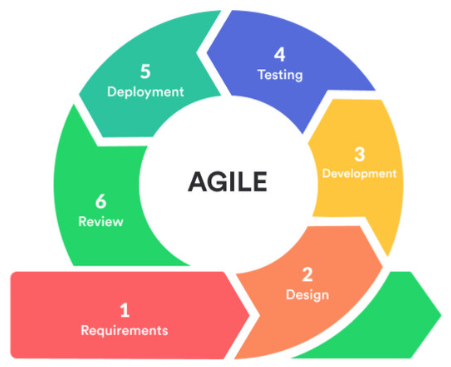 AGILE
1
Requirements
2
Design
3
Development
4
Testing
5
Deployment
6
Review